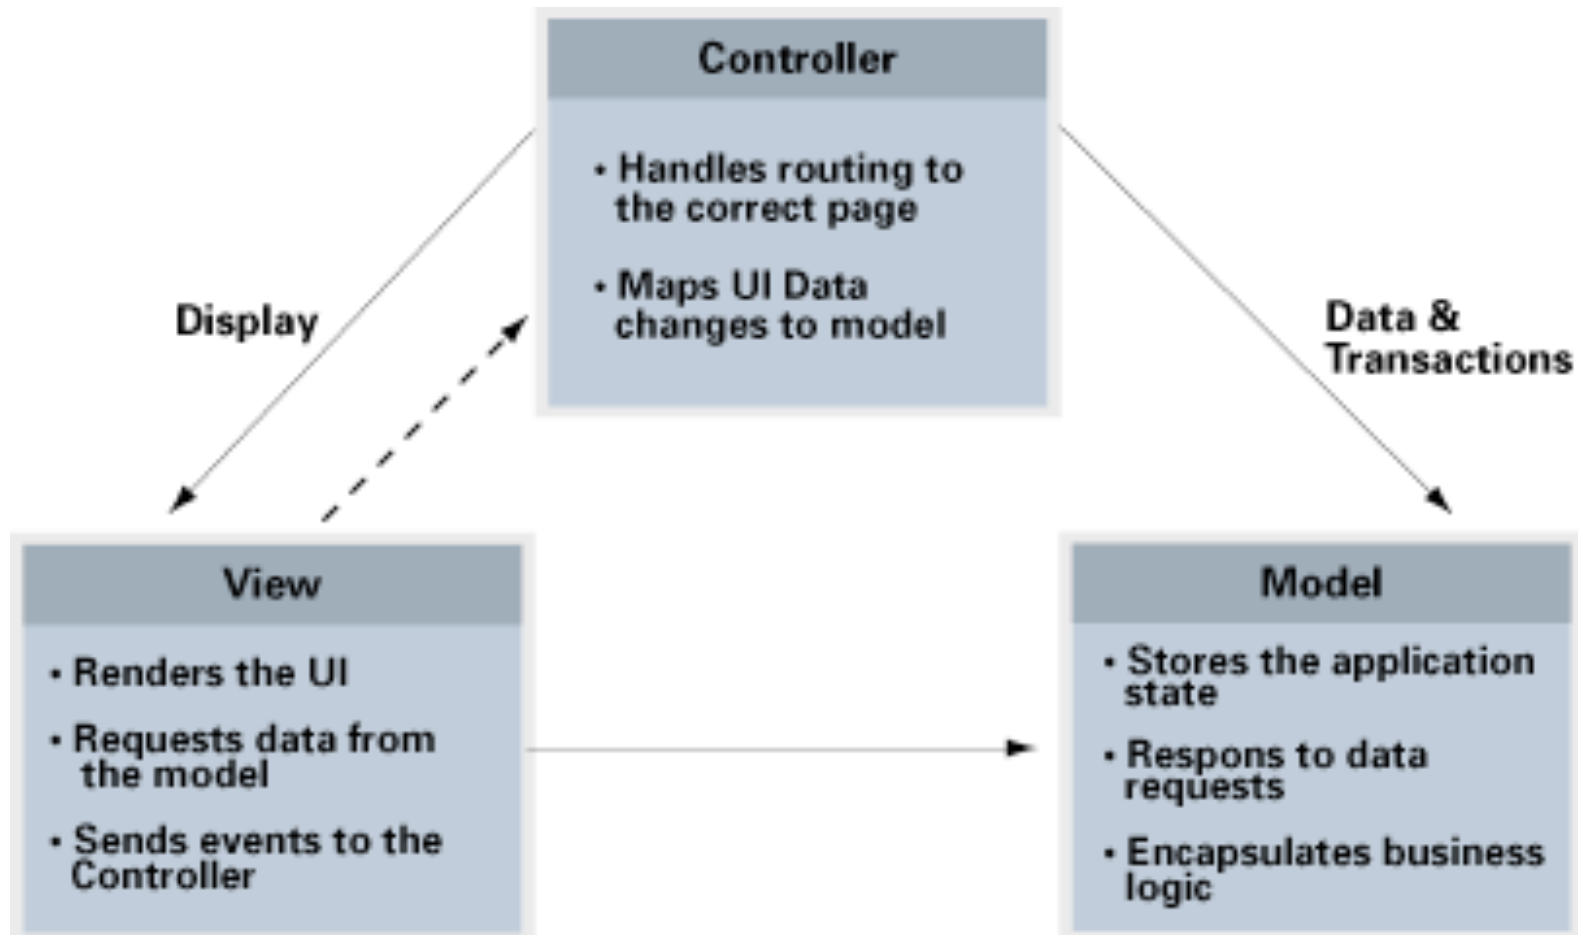 Controller
• Handles routing to
the correct page
• Maps UI Data
changes to model
Display
Data &
Transactions
View
• Renders the UI
• Requests data from
the model
• Sends events to the
Controller
Model
• Stores the application
state
• Respons to data
requests
• Encapsulates business
logic